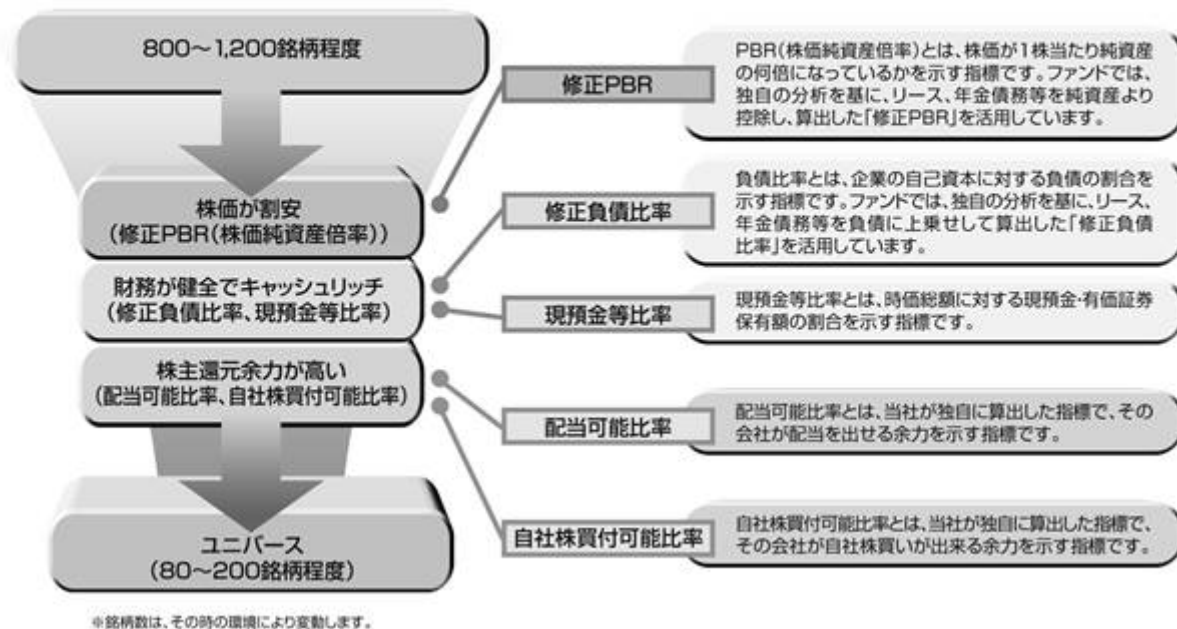 800～1,200銘柄程度
株価が割安
（修正PBR（株価純資産倍率））
財務が健全でキャッシュリッチ
（修正負債比率、現預金等比率）
株主還元余力が高い
（配当可能比率、自社株買付可能比率）
ユニバース
（80～200銘柄程度）
※銘柄数は、その時の環境により変動します。
修正PBR
PBR（株価純資産倍率）とは、株価が1株当たり純資産
の何倍になっているかを示す指標です。ファンドでは、
独自の分析を基に、リース、年金債務等を純資産より
控除し、算出した「修正PBR」を活用しています。
修正負債比率
負債比率とは、企業の自己資本に対する負債の割合を
示す指標です。ファンドでは、独自の分析を基に、リース、
年金債務等を負債に上乗せして算出した「修正負債
比率」を活用しています。
現預金等比率
現預金等比率とは、時価総額に対する現預金・有価証券
保有額の割合を示す指標です。
配当可能比率
配当可能比率とは、当社が独自に算出した指標で、その
会社が配当を出せる余力を示す指標です。
自社株買付可能比率
自社株買付可能比率とは、当社が独自に算出した指標で、
その会社が自社株買いが出来る余力を示す指標です。